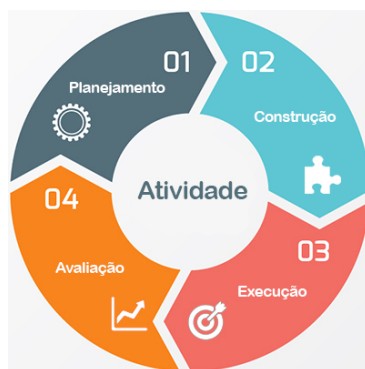 01
Planejamento
02
Construção
03
Execução
04
Avaliação
Atividade